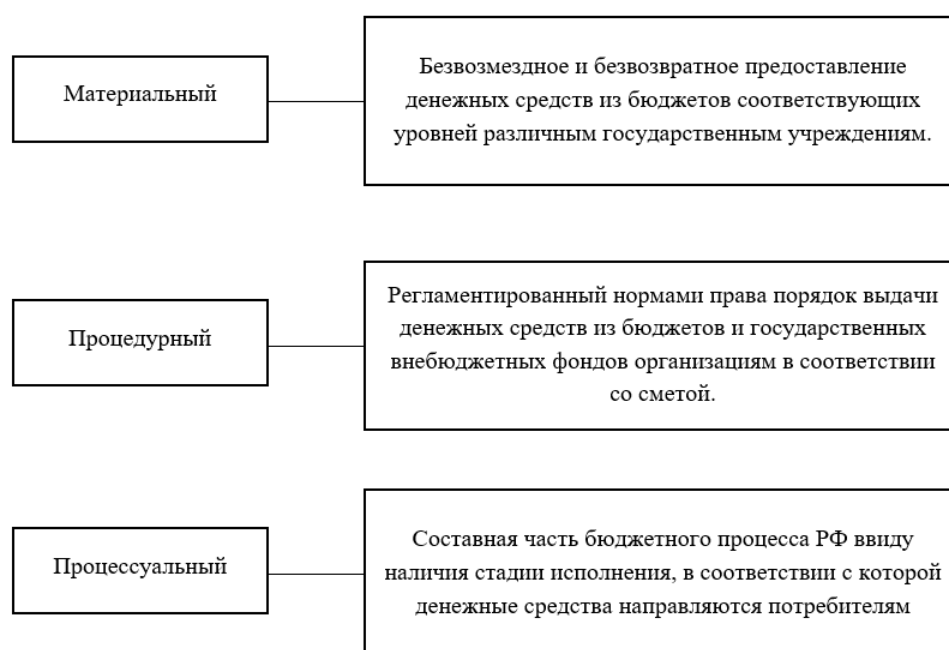 Материальный
Безвозмездное и безвозвратное предоставление
денежных средств из бюджетов соответствующих
уровней различным государственным учреждениям.
Процедурный
Регламентированный нормами права порядок выдачи
денежных средств из бюджетов и государственных
внебюджетных фондов организациям в соответствии
со сметой.
Процессуальный
Составная часть бюджетного процесса РФ ввиду
наличия стадии исполнения, в соответствии с которой
денежные средства направляются потребителям